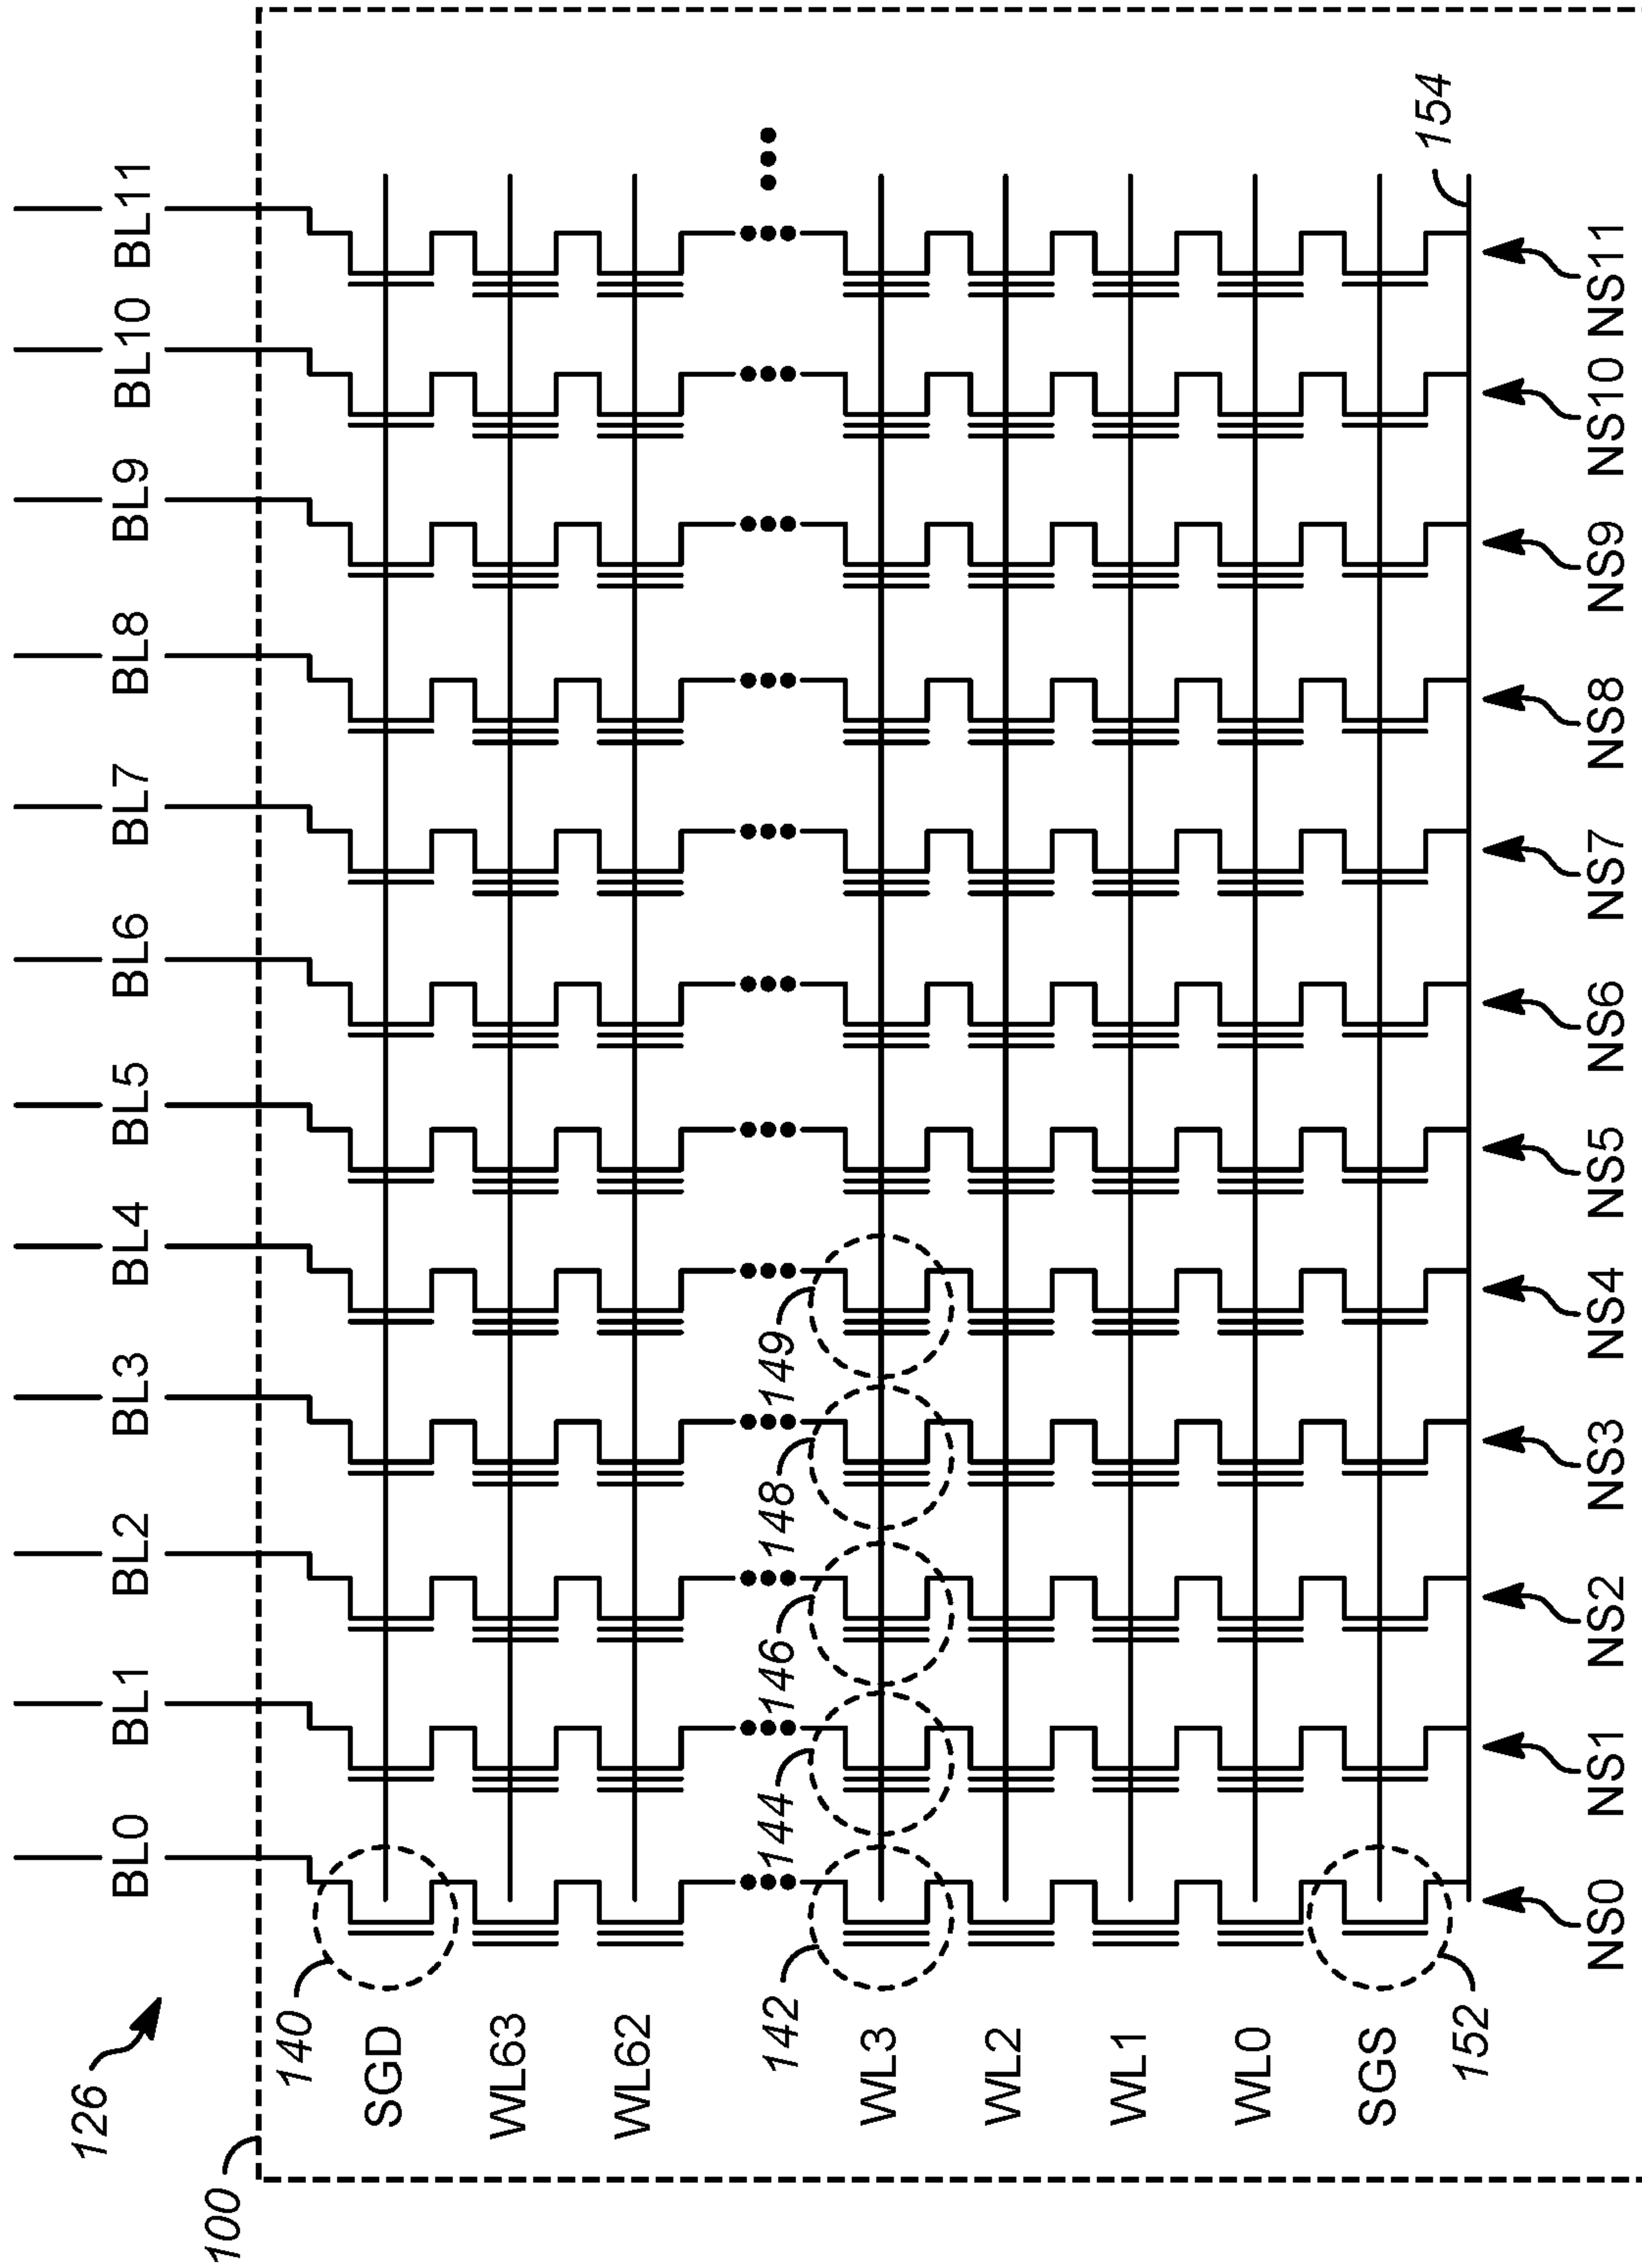 126
BL0 BL1 BL2 BL3 BL4 BL5 BL6 BL7 BL8 BL9 BL10 BL11
100
140
SGD
WL63
WL62
142 144 146 148 149
WL3
WL2
WL1
WL0
SGS
154
152
NS0 NS1 NS2 NS3 NS4 NS5 NS6 NS7 NS8 NS9 NS10 NS11